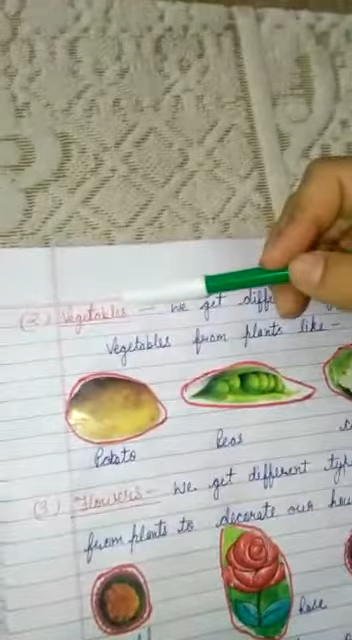 (2) Vegetables - We get diffe
Vegetables from plants like -
Potato
Peas
(3) Flowers - We get different typ
from plants to decorate our hou
Rose